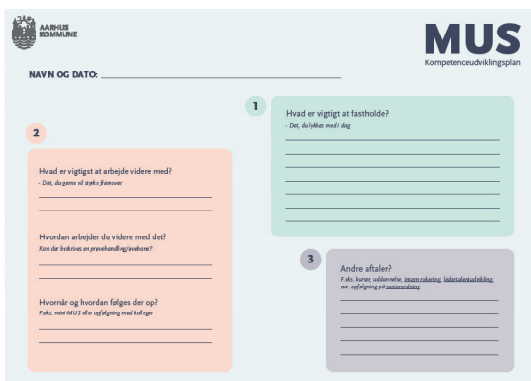 AARHUS
KOMMUNE
MUS
Kompetenceudviklingsplan
NAVN OG DATO:
1
Hvad er vigtigt at fastholde?
- Det, du lykkes med i dag
2
Hvad er vigtigst at arbejde videre med?
- Det, du gerne vil styrke fremover
Hvordan arbejder du videre med det?
Kan der beskrives en prøvehandling/øvebane?
Hvornår og hvordan følges der op?
F.eks. mini-MUS eller opfølgning med kolleger
3
Andre aftaler?
F.eks. kurser, uddannelse, intern rokering, ledertalentudvikling,
opfølgning på seniorordning